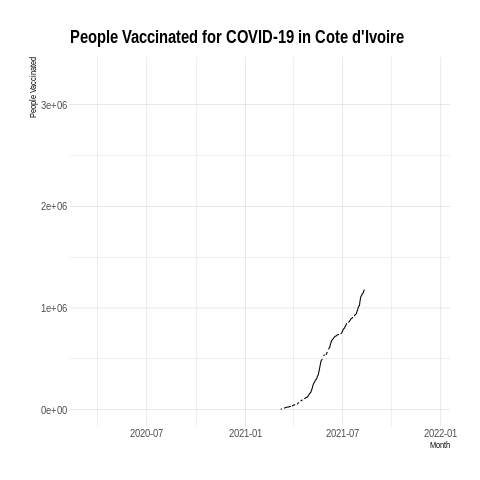 People Vaccinated for COVID-19 in Cote d'Ivoire
People Vaccinated
3e+06
2e+06
1e+06
0e+00
2020-07
2021-01
2021-07
2022-01
Month